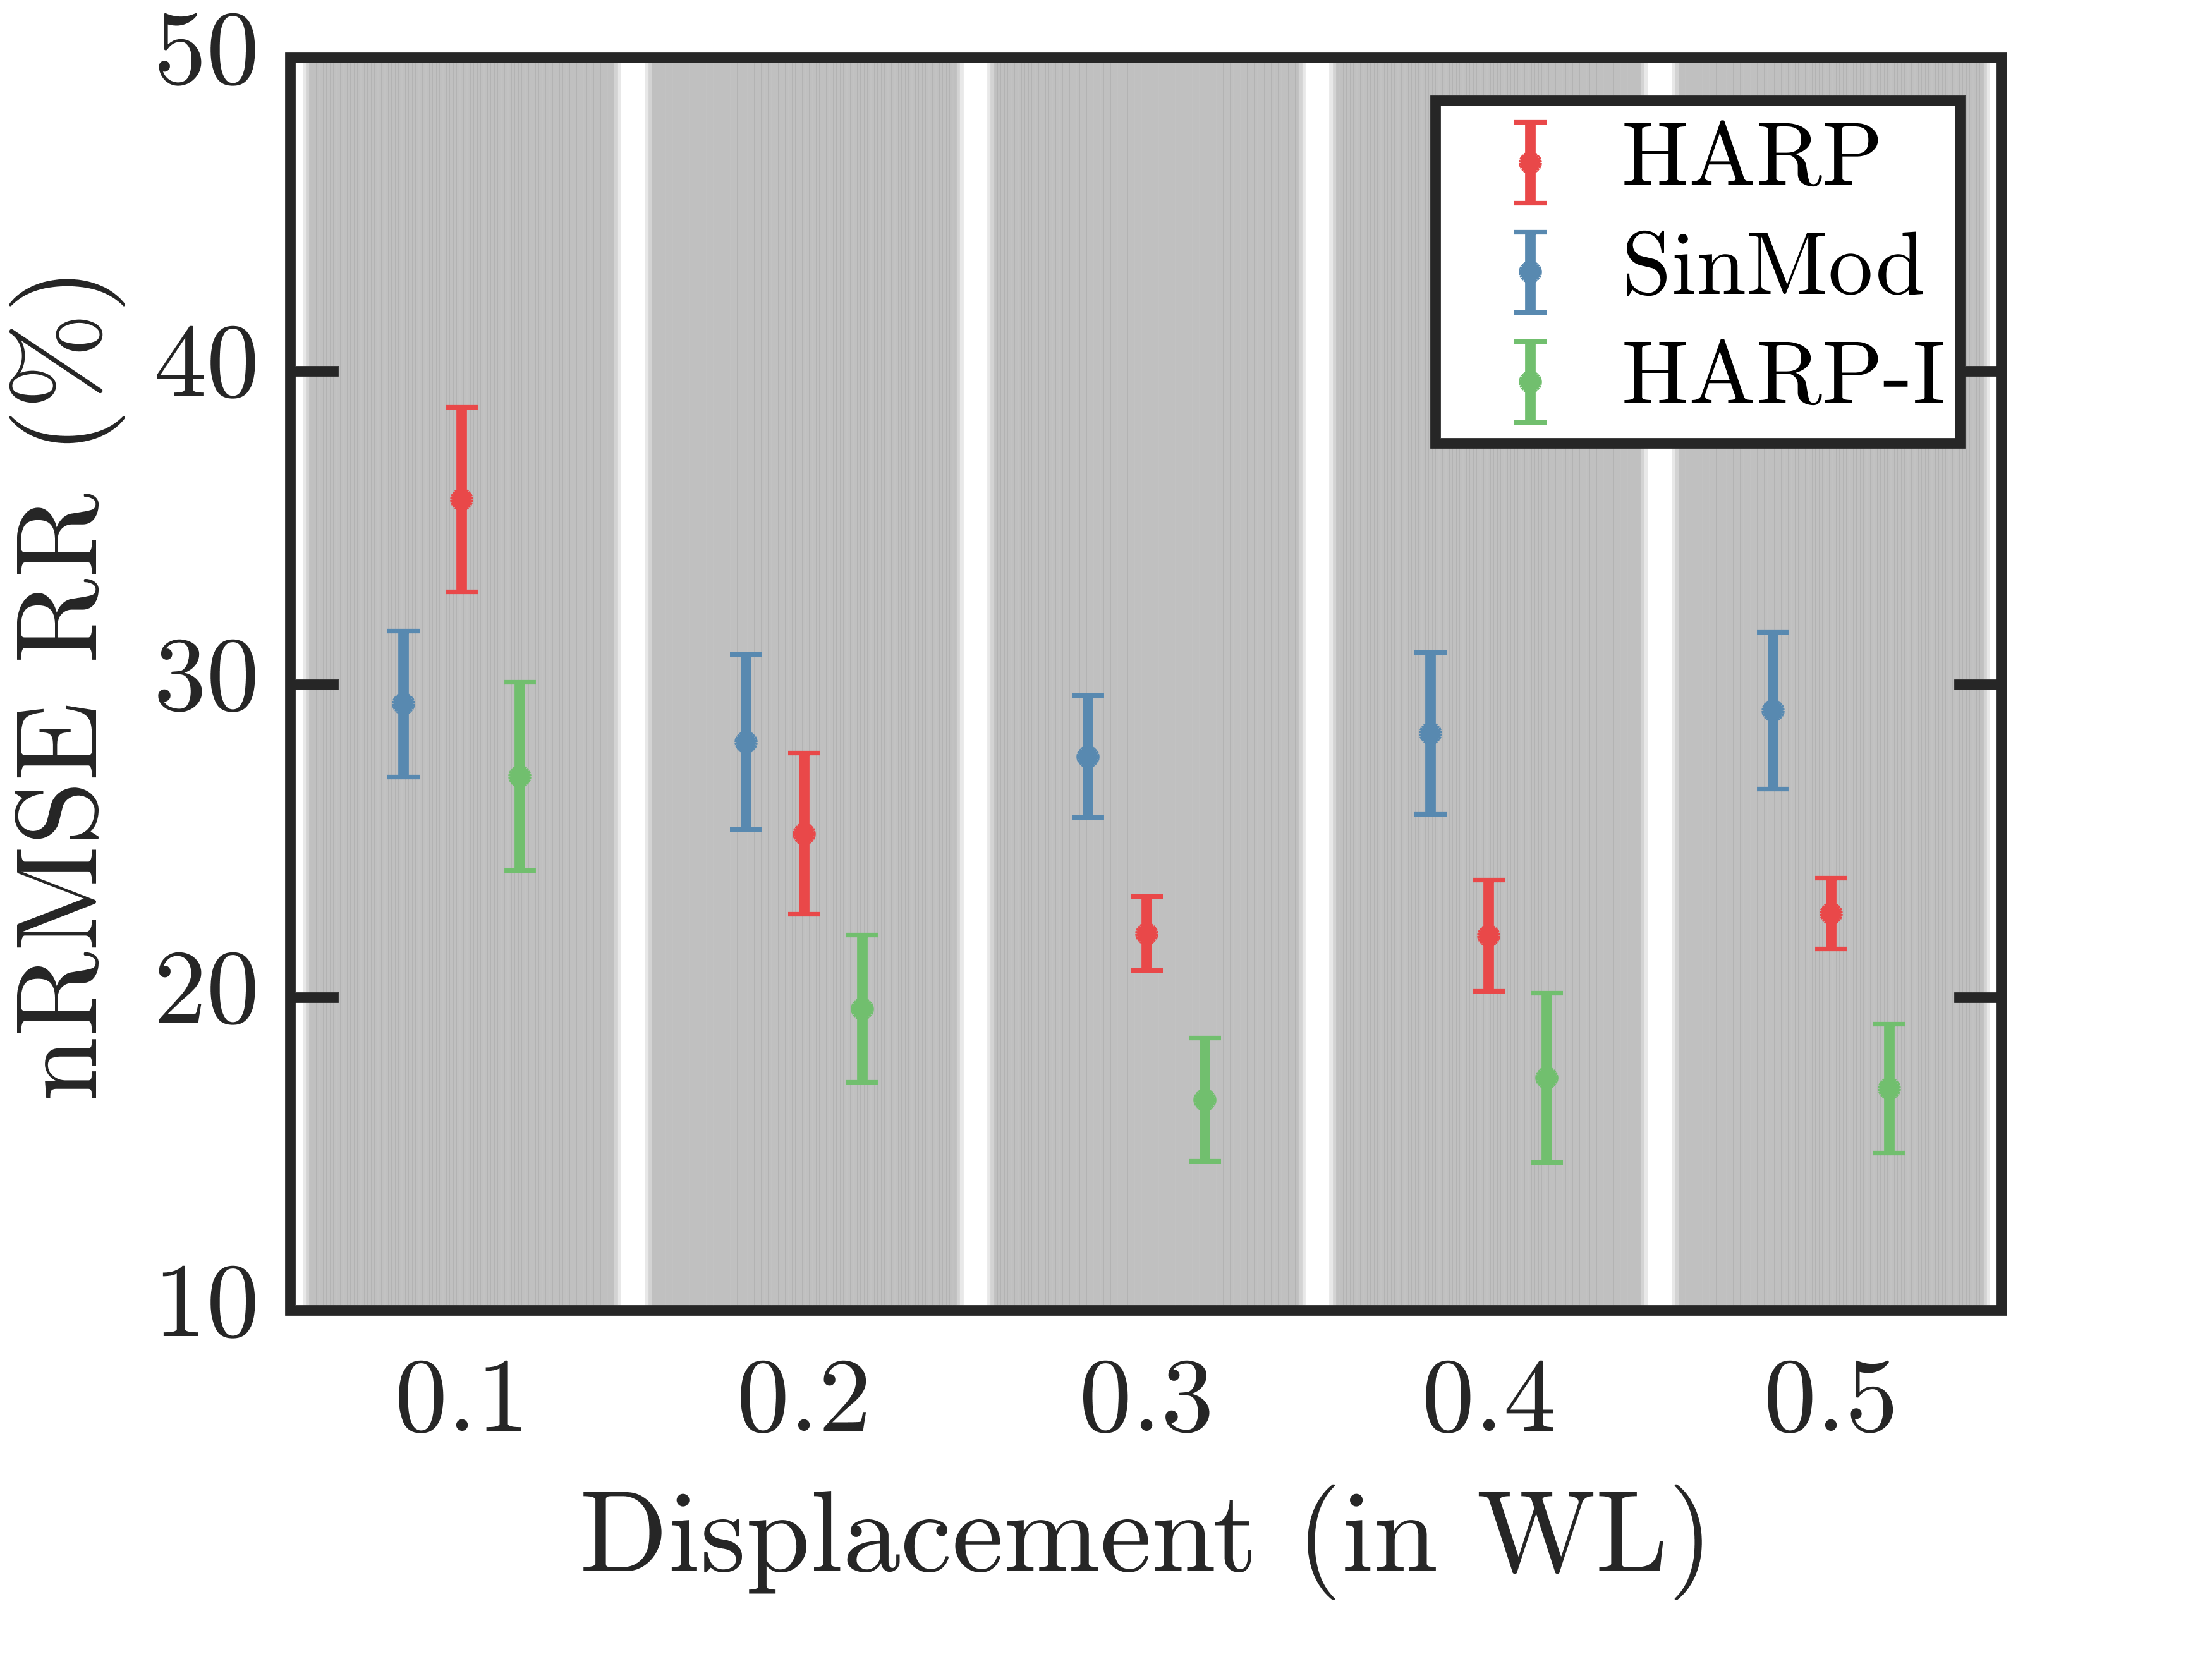 50
40
30
20
10
nRMSE RR (%)
HARP
SinMod
HARP-I
0.1 0.2 0.3 0.4 0.5
Displacement (in WL)